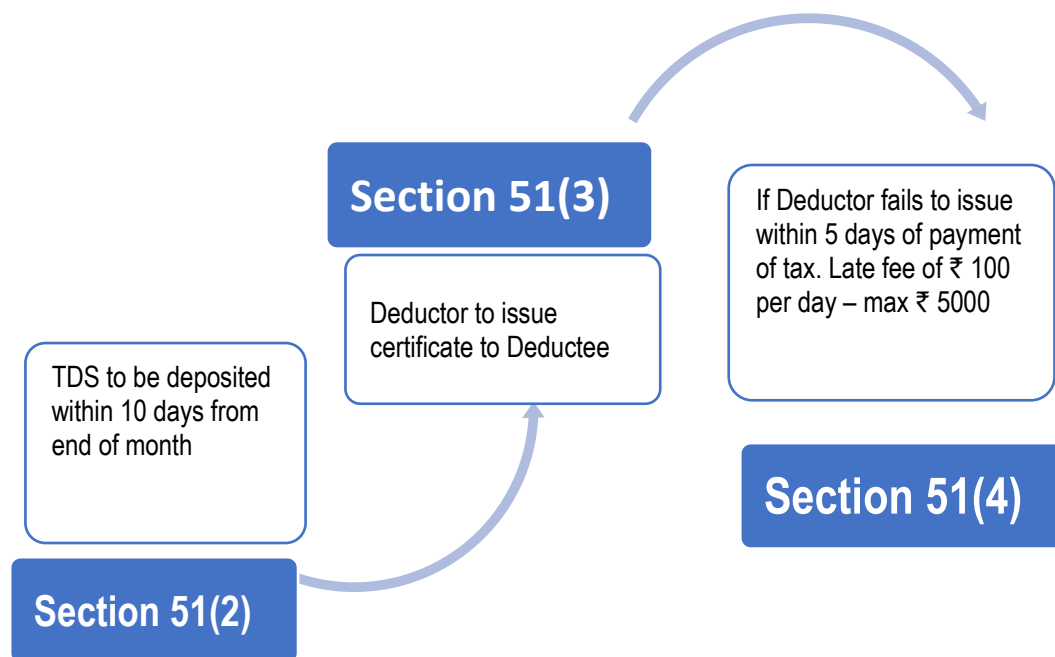 Section 51(2)
TDS to be deposited
within 10 days from
end of month
Section 51(3)
Deductor to issue
certificate to Deductee
If Deductor fails to issue
within 5 days of payment
of tax. Late fee of ₹ 100
per day – max ₹ 5000
Section 51(4)